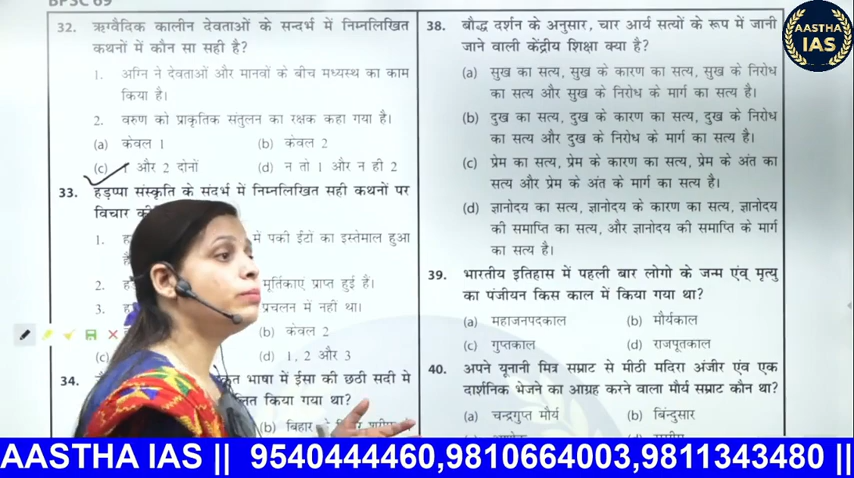 BPSC 69
32. ऋग्वैदिक कालीन देवताओं के सन्दर्भ में निम्नलिखित
कथनों में कौन सा सही है?
1. अग्नि ने देवताओं और मानवों के बीच मध्यस्थ का काम
किया है।
2. वरुण को प्राकृतिक संतुलन का रक्षक कहा गया है।
(a) केवल 1 (b) केवल 2
(c) और 2 दोनों (d) न तो 1 और न ही 2
33. हड़प्पा संस्कृति के संदर्भ में निम्नलिखित सही कथनों पर
विचार
1. में पकी ईंटों का इस्तेमाल हुआ
2. मूर्तिकाएं प्राप्त हुई हैं।
3. प्रचलन में नहीं था।
(b) केवल 2
(c) (d) 1, 2 और 3
34. भाषा में ईसा की छठी सदी मे
किया गया था?
(b) बिहार
38. बौद्ध दर्शन के अनुसार, चार आर्य सत्यों के रूप में जानी
जाने वाली केंद्रीय शिक्षा क्या है?
(a) सुख का सत्य, सुख के कारण का सत्य, सुख के निरोध
का सत्य और सुख के निरोध के मार्ग का सत्य है।
(b) दुख का सत्य, दुख के कारण का सत्य, दुख के निरोध
का सत्य और दुख के निरोध के मार्ग का सत्य है।
(c) प्रेम का सत्य, प्रेम के कारण का सत्य, प्रेम के अंत का
सत्य और प्रेम के अंत के मार्ग का सत्य है।
(d) ज्ञानोदय का सत्य, ज्ञानोदय के कारण का सत्य, ज्ञानोदय
की समाप्ति का सत्य, और ज्ञानोदय की समाप्ति के मार्ग
का सत्य है।
39. भारतीय इतिहास में पहली बार लोगो के जन्म एंव् मृत्यु
का पंजीयन किस काल में किया गया था?
(a) महाजनपदकाल (b) मौर्यकाल
(c) गुप्तकाल (d) राजपूतकाल
40. अपने यूनानी मित्र सम्राट से मीठी मदिरा अंजीर एंव एक
दार्शनिक भेजने का आग्रह करने वाला मौर्य सम्राट कौन था?
(a) चन्द्रगुप्त मौर्य (b) बिंन्दुसार
AASTHA
IAS
AASTHA IAS || 9540444460,9810664003,9811343480 ||